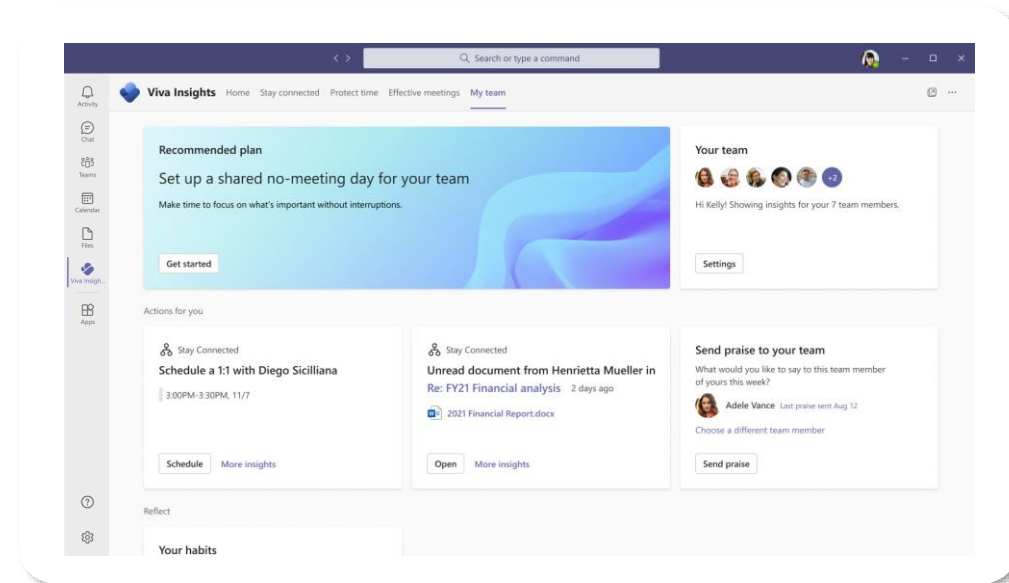 Search or type a command
Activity
Chat
Teams
Calendar
Files
Viva Insigh...
Apps
Viva Insights Home Stay connected Protect time Effective meetings My team
Recommended plan
Set up a shared no-meeting day for your team
Make time to focus on what's important without interruptions.
Get started
Your team
+2
Hi Kelly! Showing insights for your 7 team members.
Settings
Actions for you
Stay Connected
Schedule a 1:1 with Diego Sicilliana
3:00PM-3:30PM, 11/7
Schedule More insights
Stay Connected
Unread document from Henrietta Mueller in
Re: FY21 Financial analysis 2 days ago
2021 Financial Report.docx
Open More insights
Send praise to your team
What would you like to say to this team member
of yours this week?
Adele Vance Last praise sent Aug 12
Choose a different team member
Send praise
Reflect
Your habits